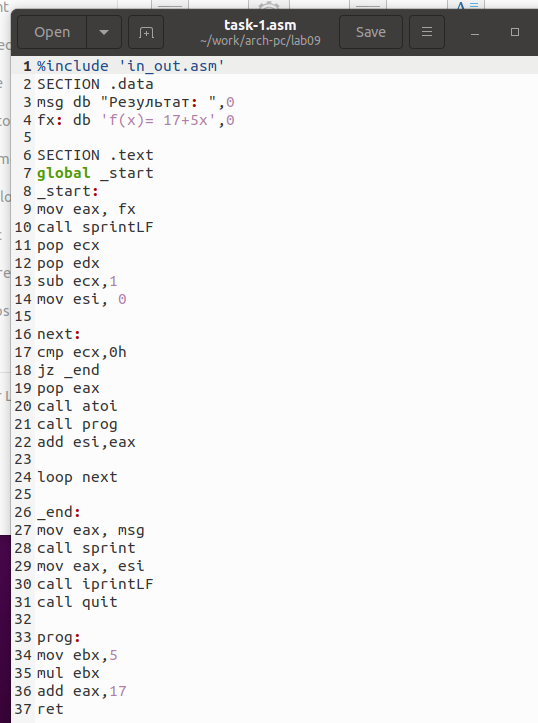 Open
task-1.asm
~/work/arch-pc/lab09
Save
1 %include 'in_out.asm'
2 SECTION .data
3 msg db "Результат: ",0
4 fx: db 'f(x)= 17+5x',0
5
6 SECTION .text
7 global _start
8 _start:
9 mov eax, fx
10 call sprintLF
11 pop ecx
12 pop edx
13 sub ecx,1
14 mov esi, 0
15
16 next:
17 cmp ecx,0h
18 jz _end
19 pop eax
20 call atoi
21 call prog
22 add esi,eax
23
24 loop next
25
26 _end:
27 mov eax, msg
28 call sprint
29 mov eax, esi
30 call iprintLF
31 call quit
32
33 prog:
34 mov ebx,5
35 mul ebx
36 add eax,17
37 ret